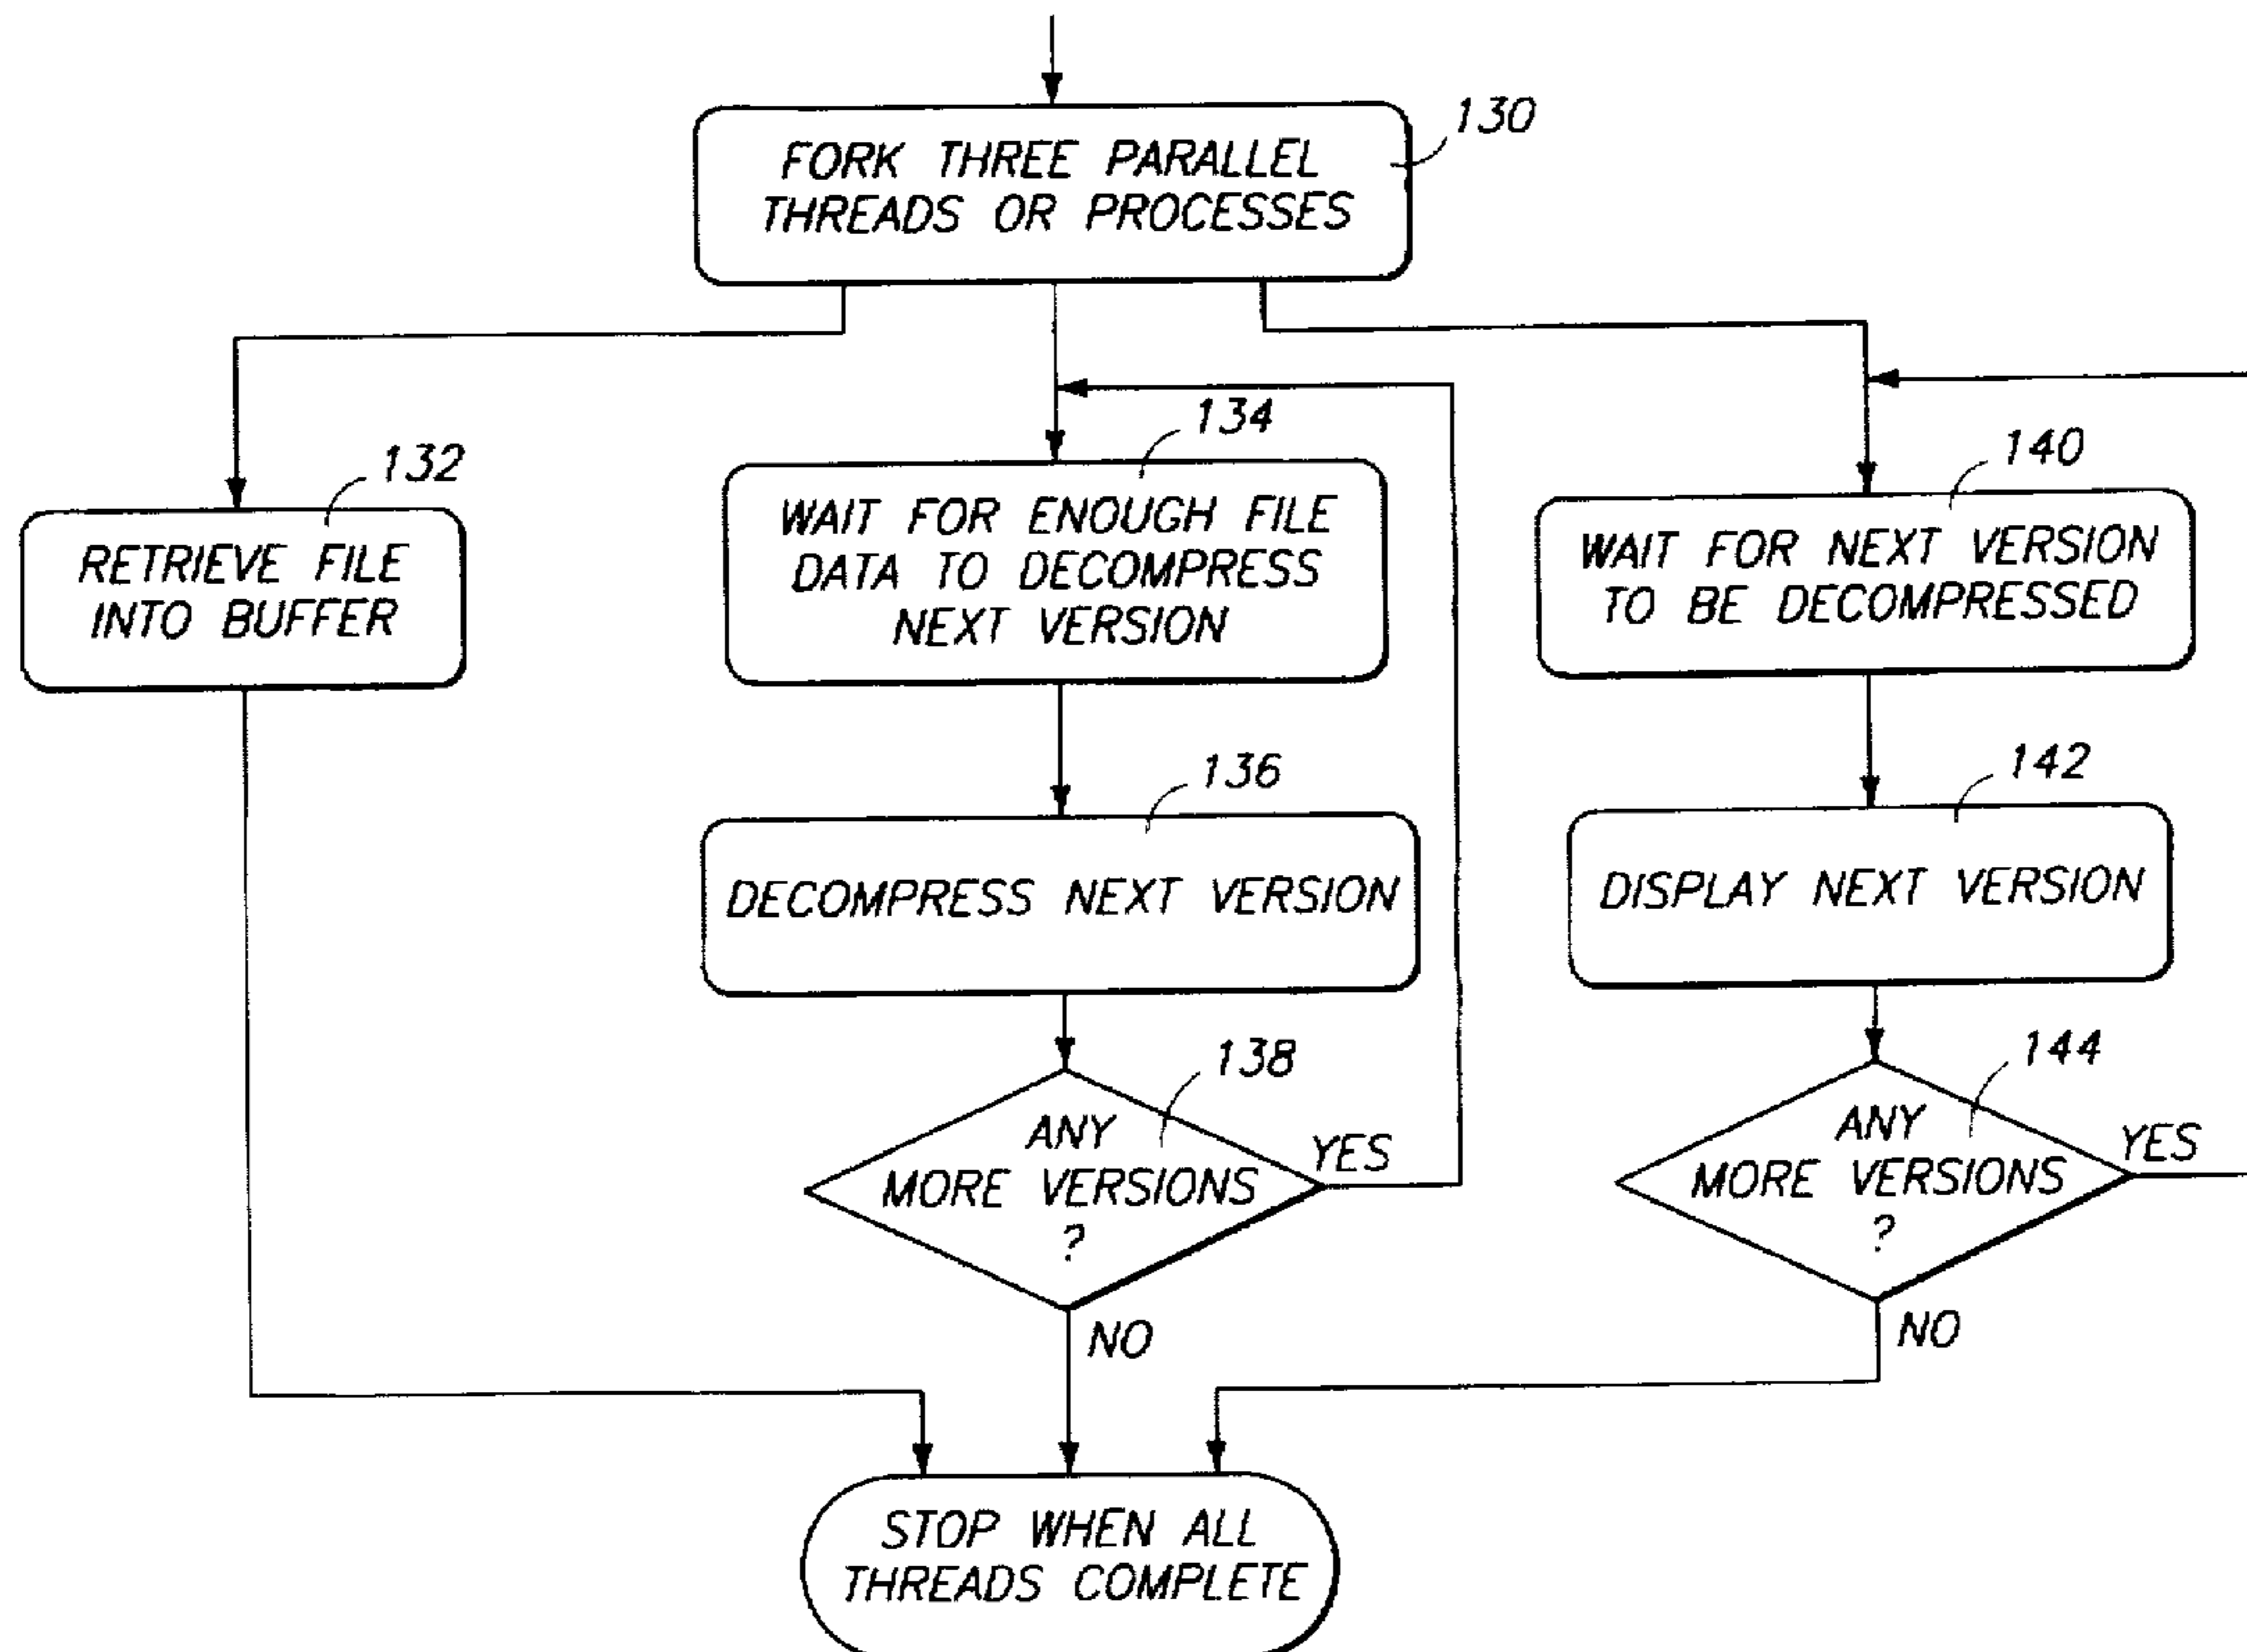 130
FORK THREE PARALLEL
THREADS OR PROCESSES
132
RETRIEVE FILE
INTO BUFFER
134
WAIT FOR ENOUGH FILE
DATA TO DECOMPRESS
NEXT VERSION
136
DECOMPRESS NEXT VERSION
138
ANY
MORE VERSIONS
?
YES
NO
140
WAIT FOR NEXT VERSION
TO BE DECOMPRESSED
142
DISPLAY NEXT VERSION
144
ANY
MORE VERSIONS
?
YES
NO
STOP WHEN ALL
THREADS COMPLETE